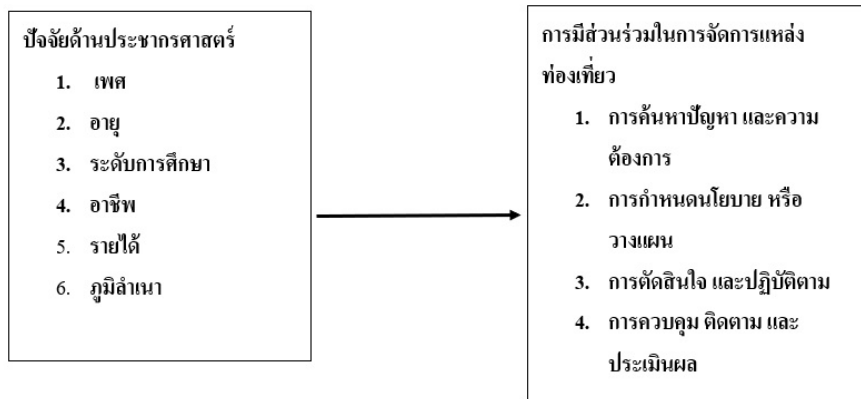 ปัจจัยด้านประชากรศาสตร์
1. เพศ
2. อายุ
3. ระดับการศึกษา
4. อาชีพ
5. รายได้
6. ภูมิลำเนา
การมีส่วนร่วมในการจัดการแหล่ง
ท่องเที่ยว
1. การค้นหาปัญหา และความ
ต้องการ
2. การกำหนดนโยบาย หรือ
วางแผน
3. การตัดสินใจ และปฏิบัติตาม
4. การควบคุม ติดตาม และ
ประเมินผล